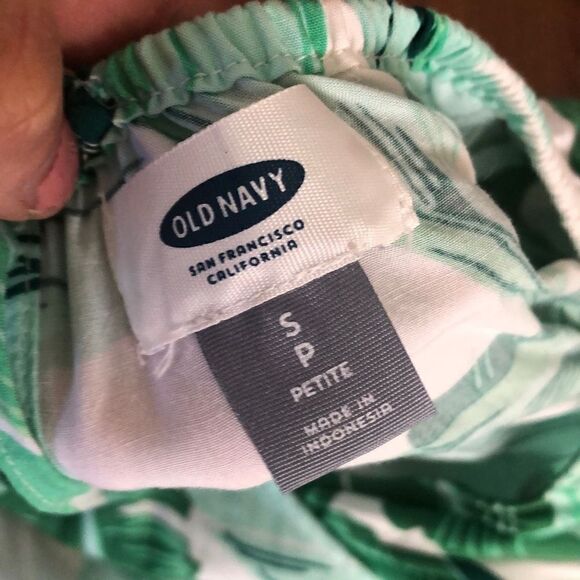 OLD NAVY
SAN FRANCISCO
CALIFORNIA
S
P
PETITE
MADE IN
INDONESIA